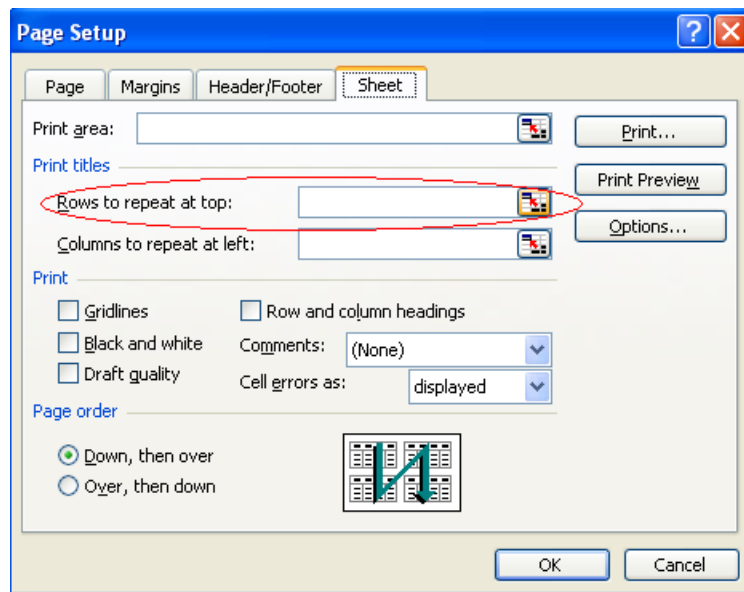 Page Setup
Page Margins Header/Footer Sheet
Print area:
Print...
Print titles
Print Preview
Rows to repeat at top:
Options...
Columns to repeat at left:
Print
Gridlines
Row and column headings
Black and white
Comments: (None)
Draft quality
Cell errors as: displayed
Page order
Down, then over
Over, then down
OK Cancel